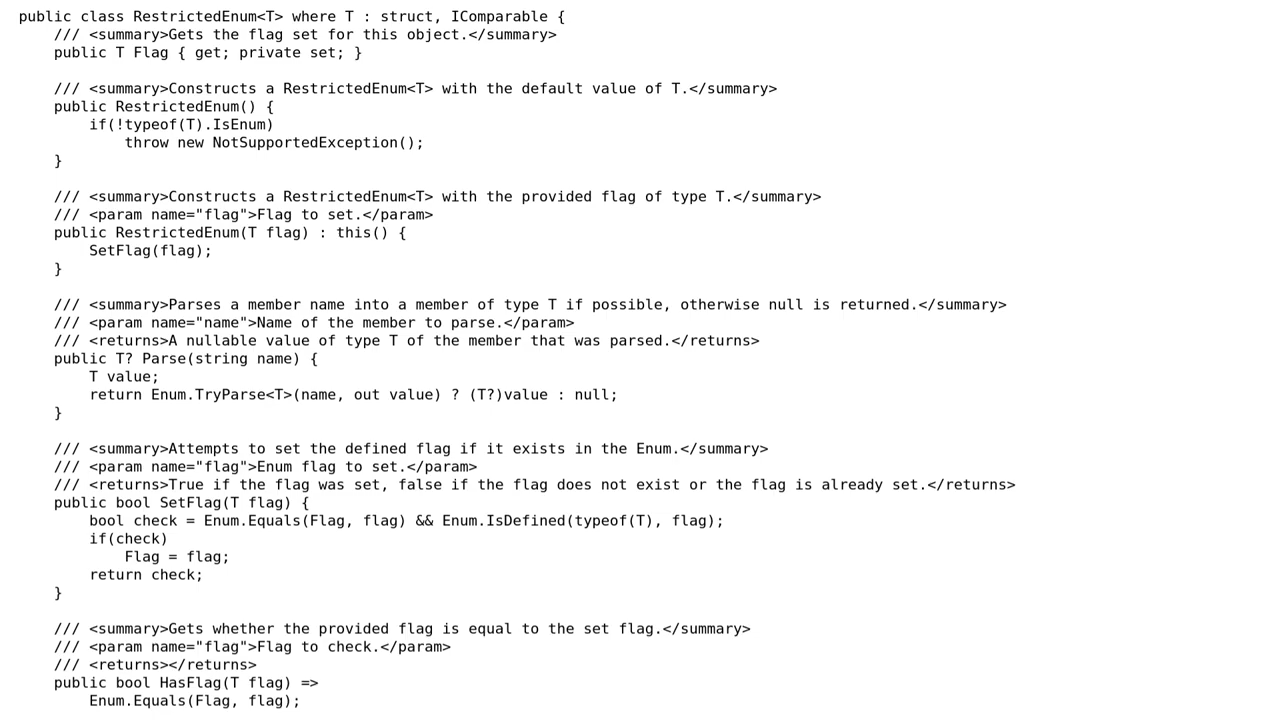 public class RestrictedEnum<T> where T : struct, IComparable {
    /// <summary>Gets the flag set for this object.</summary>
    public T Flag { get; private set; }

    /// <summary>Constructs a RestrictedEnum<T> with the default value of T.</summary>
    public RestrictedEnum() {
        if(!typeof(T).IsEnum)
            throw new NotSupportedException();
    }

    /// <summary>Constructs a RestrictedEnum<T> with the provided flag of type T.</summary>
    /// <param name="flag">Flag to set.</param>
    public RestrictedEnum(T flag) : this() {
        SetFlag(flag);
    }

    /// <summary>Parses a member name into a member of type T if possible, otherwise null is returned.</summary>
    /// <param name="name">Name of the member to parse.</param>
    /// <returns>A nullable value of type T of the member that was parsed.</returns>
    public T? Parse(string name) {
        T value;
        return Enum.TryParse<T>(name, out value) ? (T?)value : null;
    }

    /// <summary>Attempts to set the defined flag if it exists in the Enum.</summary>
    /// <param name="flag">Enum flag to set.</param>
    /// <returns>True if the flag was set, false if the flag does not exist or the flag is already set.</returns>
    public bool SetFlag(T flag) {
        bool check = Enum.Equals(Flag, flag) && Enum.IsDefined(typeof(T), flag);
        if(check)
            Flag = flag;
        return check;
    }

    /// <summary>Gets whether the provided flag is equal to the set flag.</summary>
    /// <param name="flag">Flag to check.</param>
    /// <returns></returns>
    public bool HasFlag(T flag) =>
        Enum.Equals(Flag, flag);